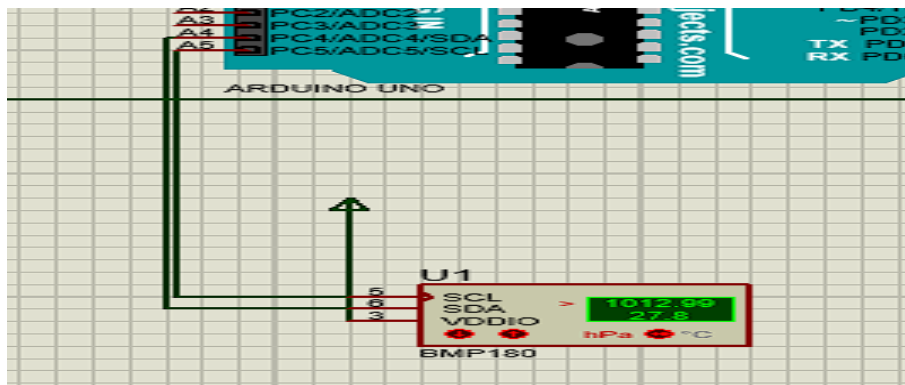 A3
A4
A5
PC2/ADC2
PC3/ADC3
PC4/ADC4/SDA
PC5/ADC5/SCL
ARDUINO UNO
~
TX
RX
U1
5
6
3
SCL
SDA
VDDIO
>
1012.99
27.8
hPa
°C
BMP180